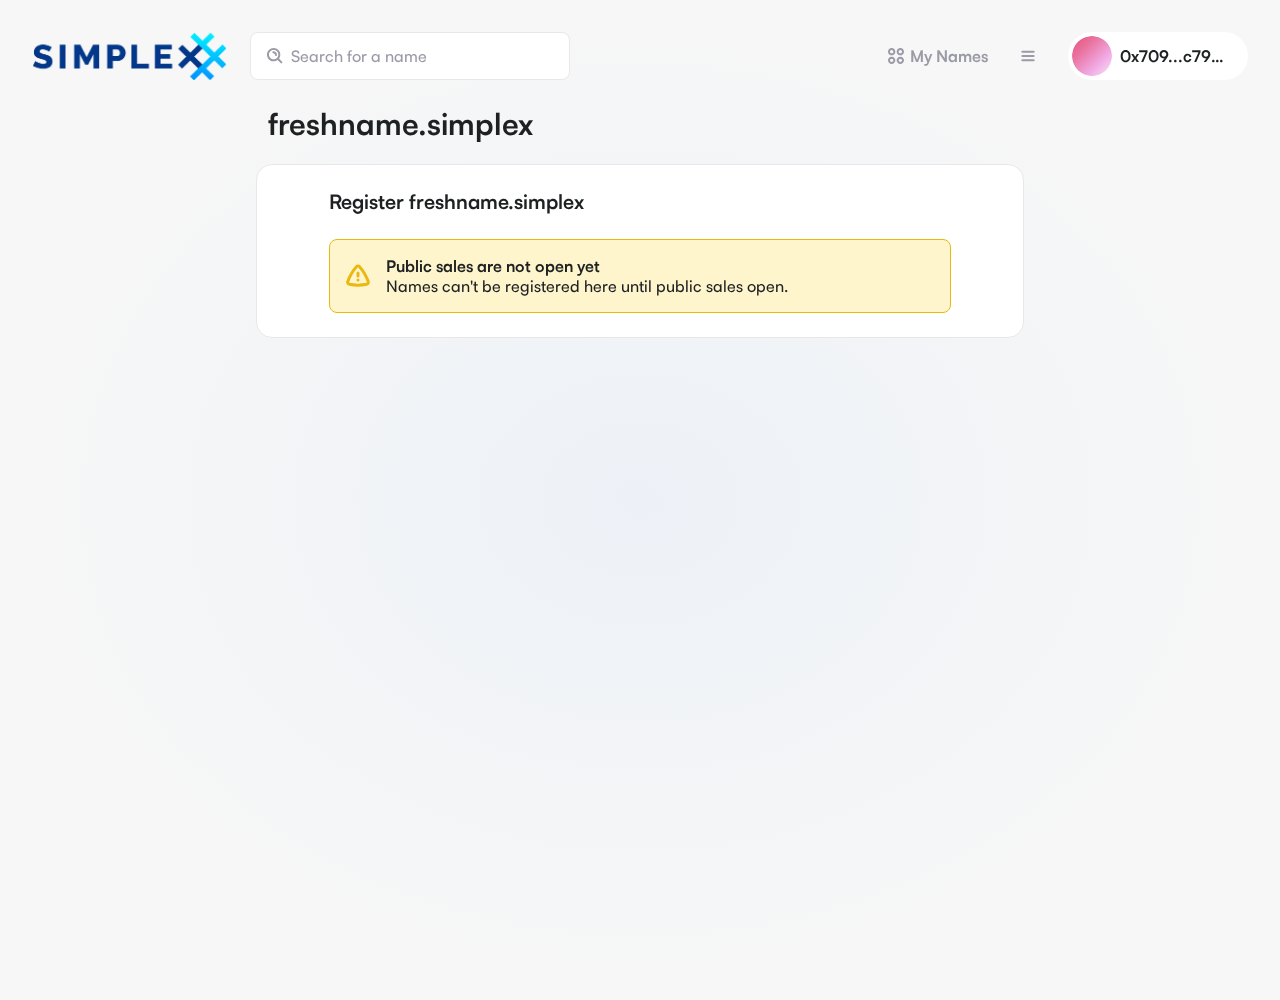 SIMPLEX
Search for a name
My Names
0x709...c79...
freshname.simplex
Register freshname.simplex
Public sales are not open yet
Names can't be registered here until public sales open.